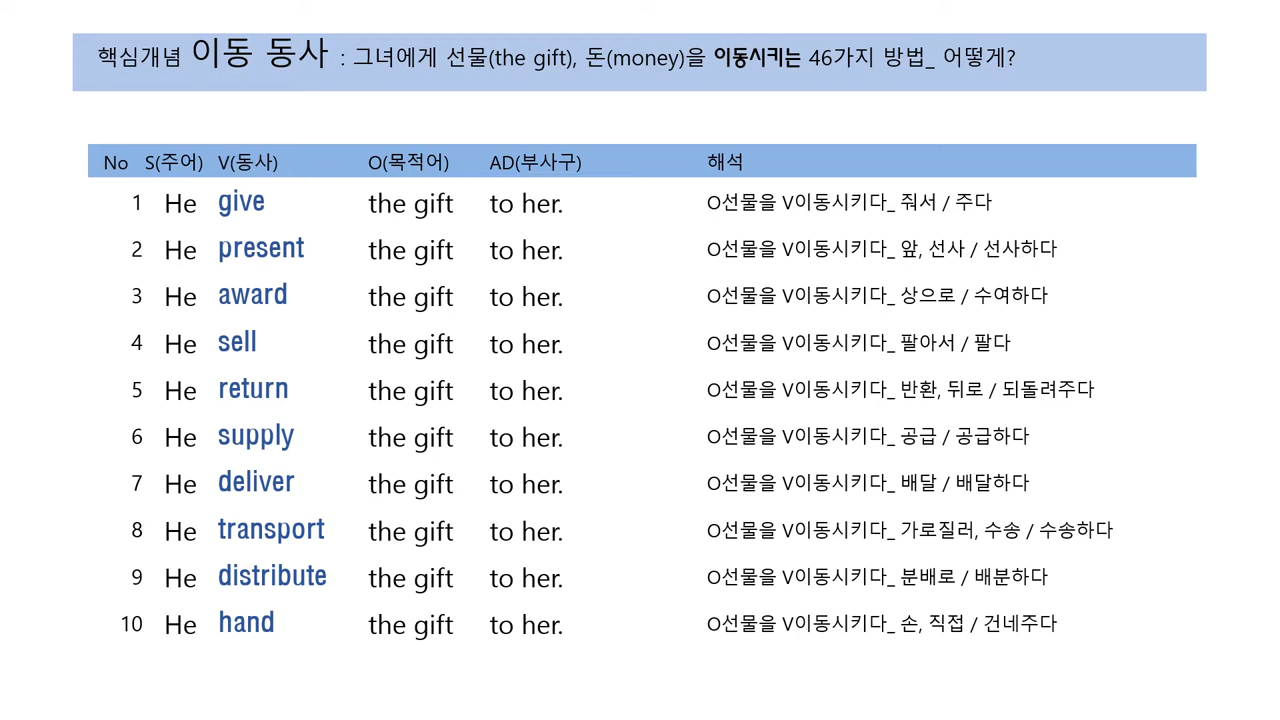 핵심개념 이동 동사 : 그녀에게 선물(the gift), 돈(money)을 이동시키는 46가지 방법_ 어떻게?
No S(주어) V(동사) O(목적어) AD(부사구) 해석
1 He give the gift to her. O선물을 V이동시키다_ 줘서 / 주다
2 He present the gift to her. O선물을 V이동시키다_ 앞, 선사 / 선사하다
3 He award the gift to her. O선물을 V이동시키다_ 상으로 / 수여하다
4 He sell the gift to her. O선물을 V이동시키다_ 팔아서 / 팔다
5 He return the gift to her. O선물을 V이동시키다_ 반환, 뒤로 / 되돌려주다
6 He supply the gift to her. O선물을 V이동시키다_ 공급 / 공급하다
7 He deliver the gift to her. O선물을 V이동시키다_ 배달 / 배달하다
8 He transport the gift to her. O선물을 V이동시키다_ 가로질러, 수송 / 수송하다
9 He distribute the gift to her. O선물을 V이동시키다_ 분배로 / 배분하다
10 He hand the gift to her. O선물을 V이동시키다_ 손, 직접 / 건네주다